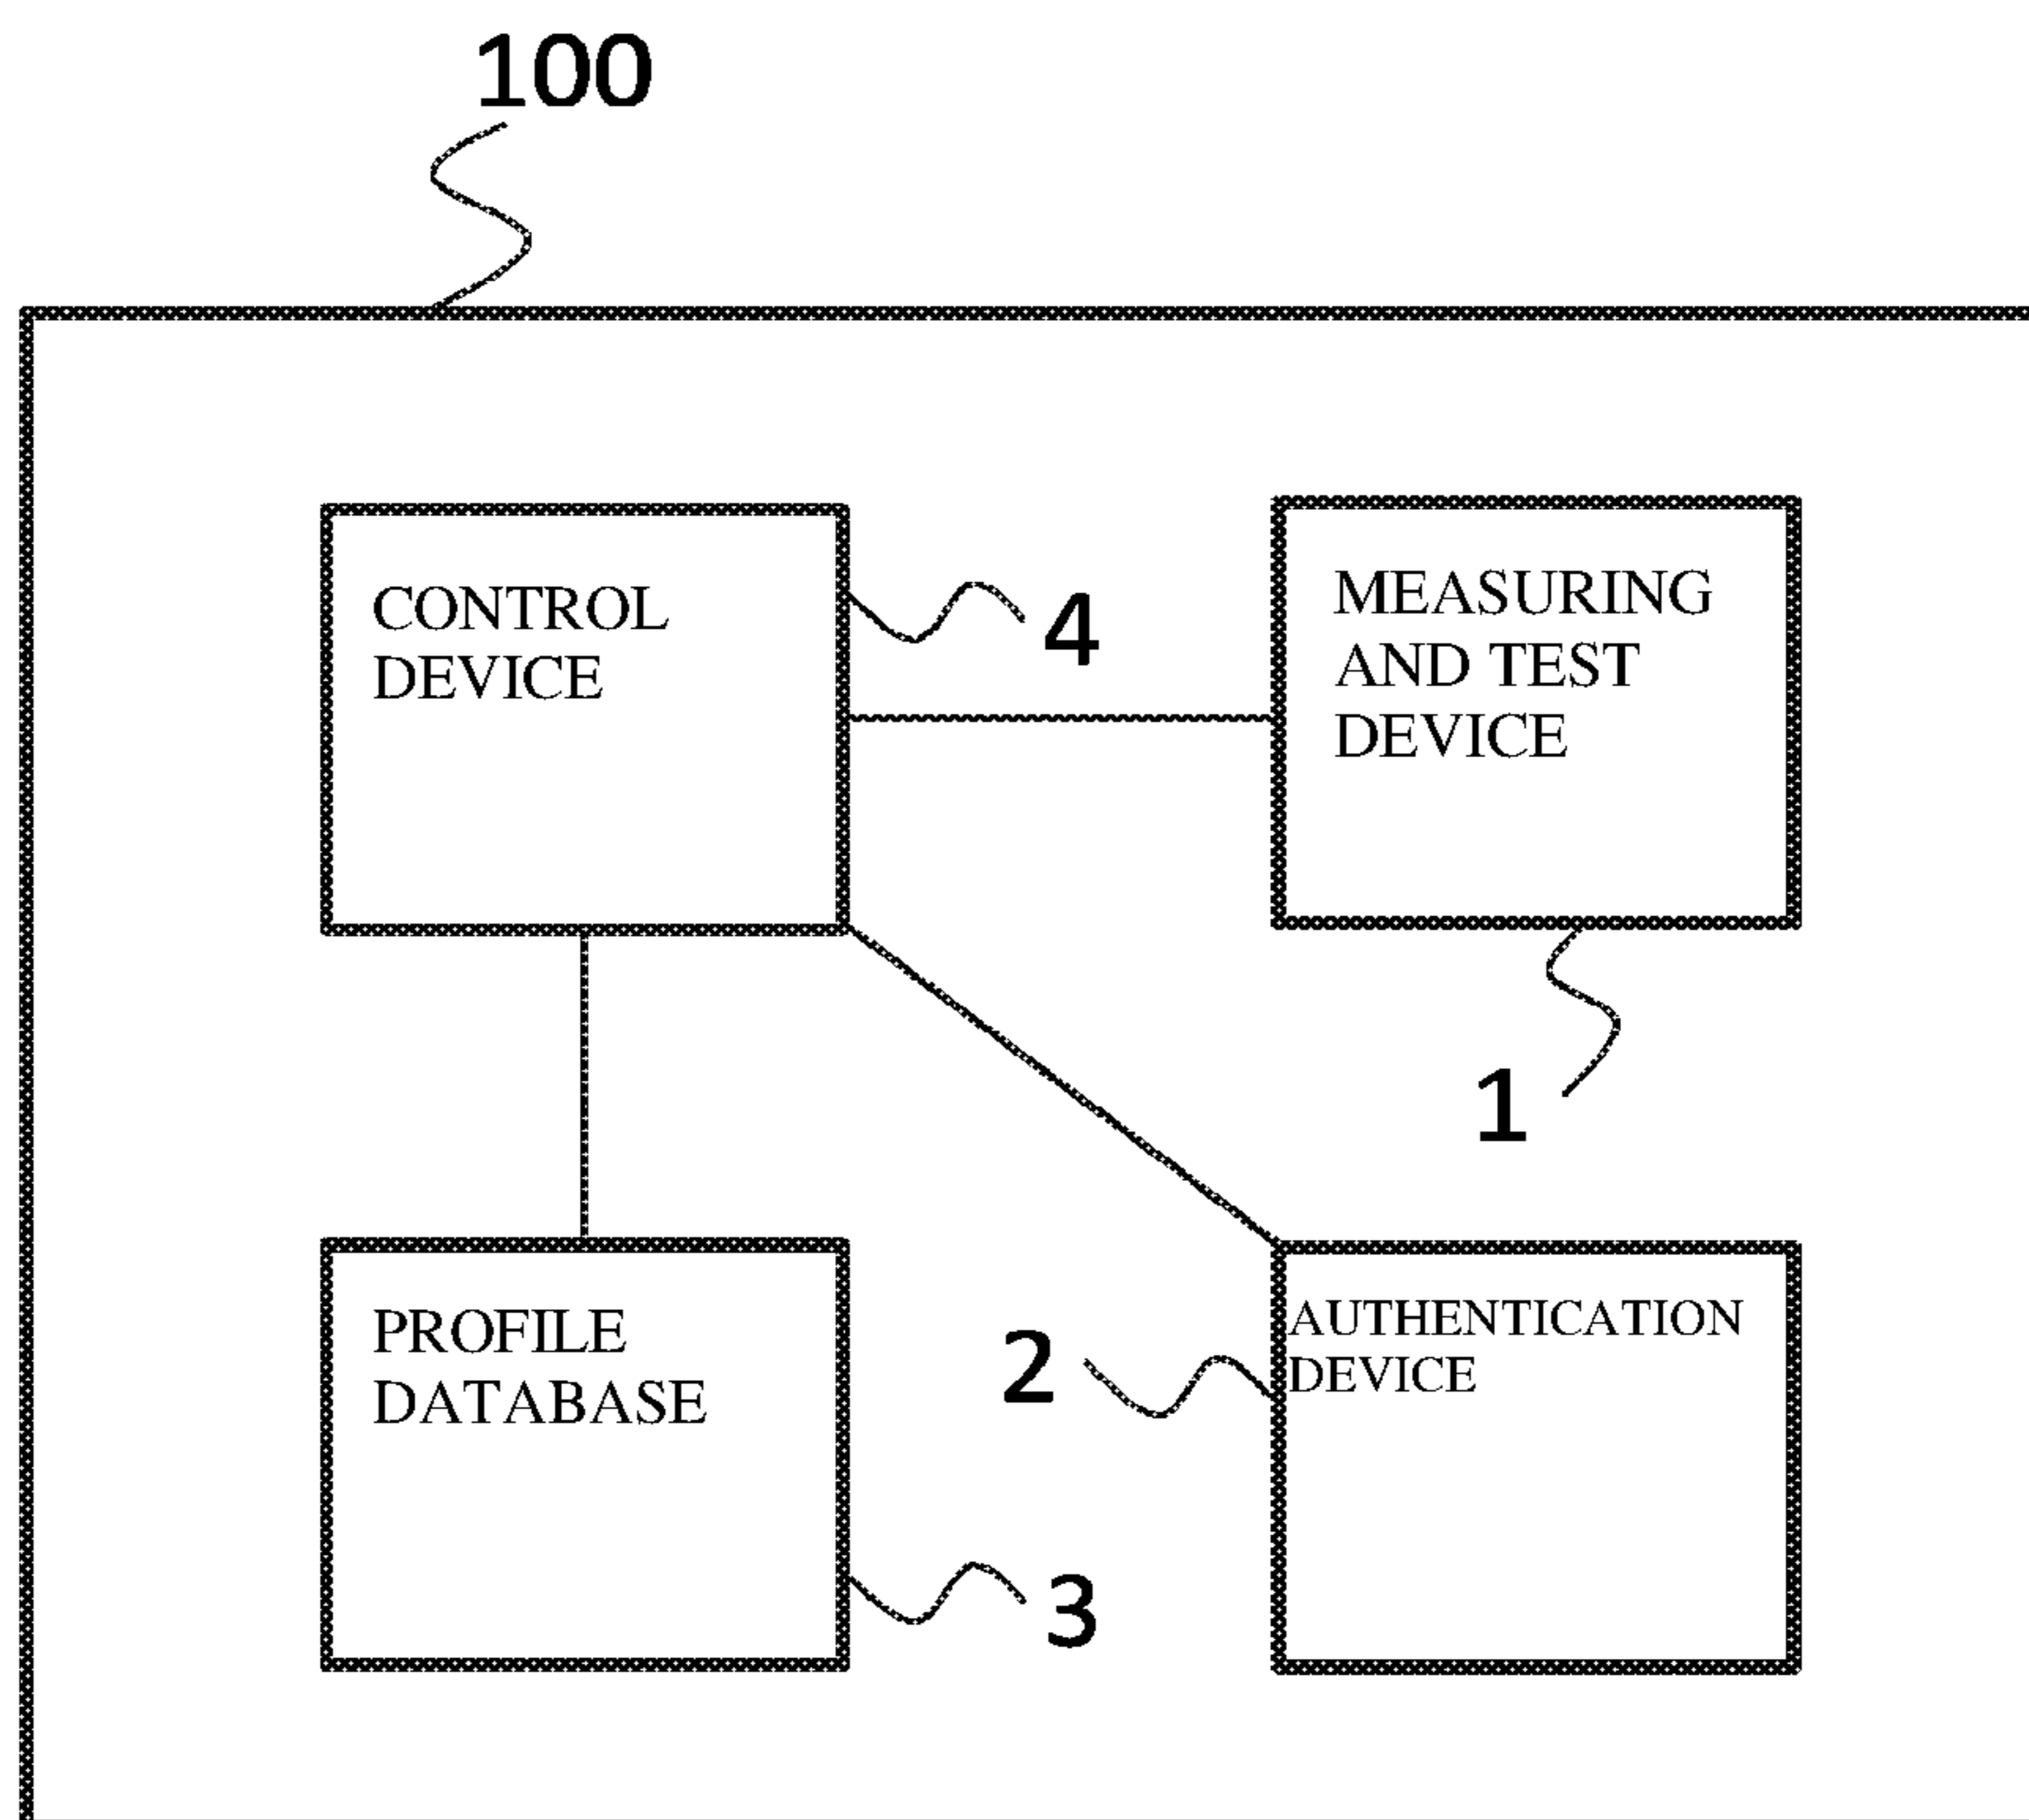 100
CONTROL
DEVICE
4
MEASURING
AND TEST
DEVICE
1
PROFILE
DATABASE
3
2
AUTHENTICATION
DEVICE